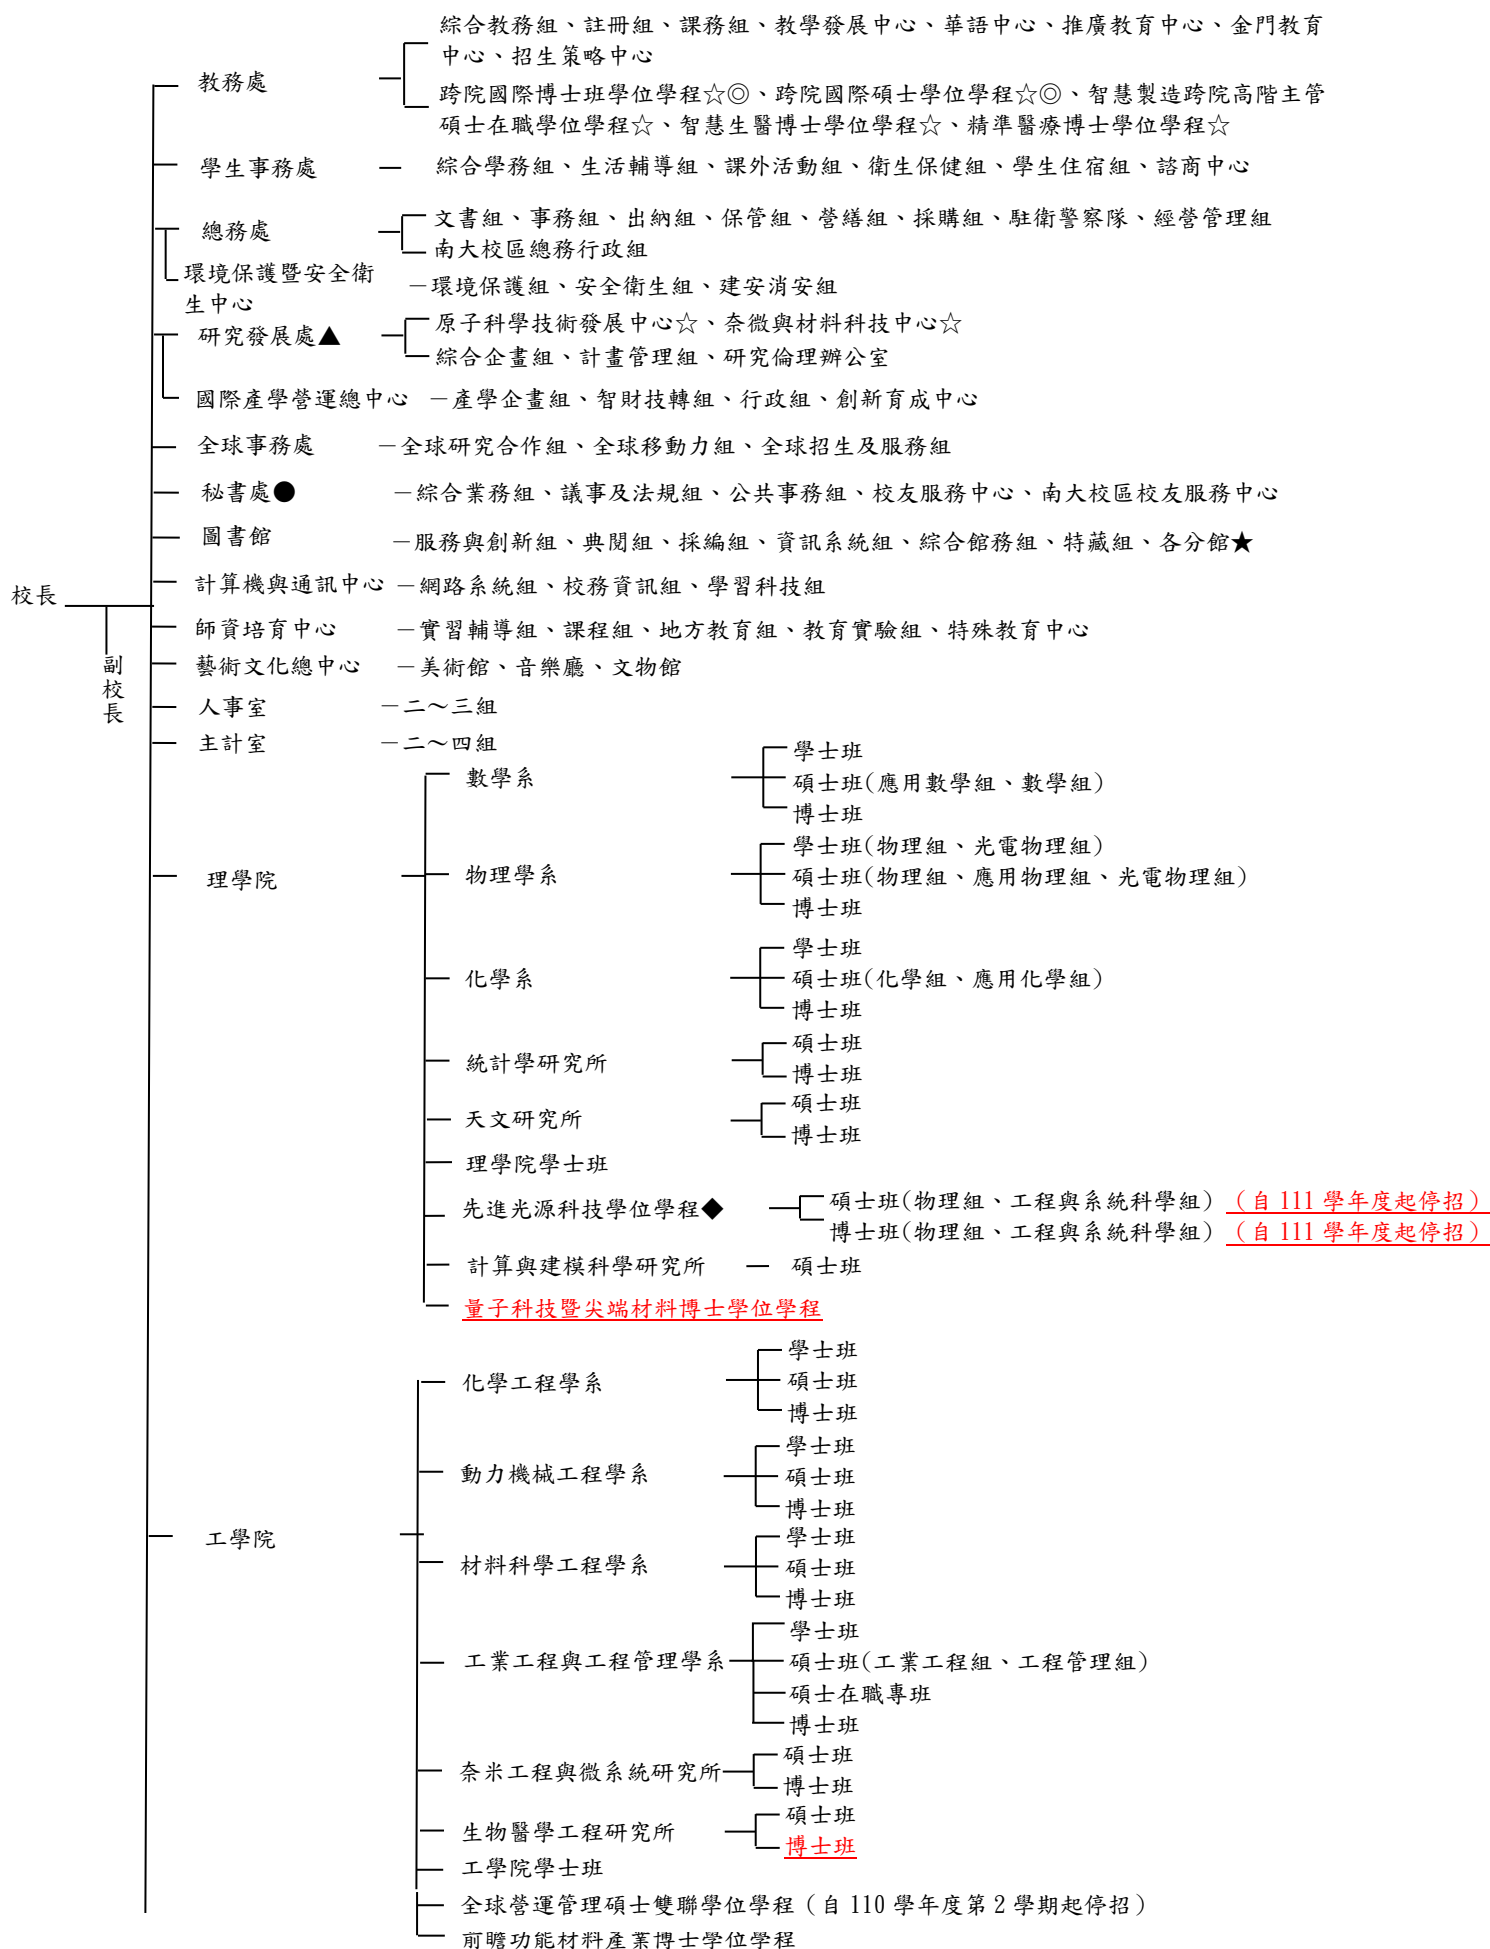 綜合教務組、註冊組、課務組、教學發展中心、華語中心、推廣教育中心、金門教育
中心、招生策略中心
教務處
跨院國際博士班學位學程☆◎、跨院國際碩士學位學程☆◎、智慧製造跨院高階主管
碩士在職學位學程☆、智慧生醫博士學位學程☆、精準醫療博士學位學程☆
學生事務處 綜合學務組、生活輔導組、課外活動組、衛生保健組、學生住宿組、諮商中心
文書組、事務組、出納組、保管組、營繕組、採購組、駐衛警察隊、經營管理組
總務處
南大校區總務行政組
環境保護暨安全衛
生中心
－環境保護組、安全衛生組、建安消安組
原子科學技術發展中心☆、奈微與材料科技中心☆
研究發展處▲
綜合企畫組、計畫管理組、研究倫理辦公室
國際產學營運總中心 －產學企畫組、智財技轉組、行政組、創新育成中心
全球事務處 －全球研究合作組、全球移動力組、全球招生及服務組
秘書處● －綜合業務組、議事及法規組、公共事務組、校友服務中心、南大校區校友服務中心
圖書館 －服務與創新組、典閱組、採編組、資訊系統組、綜合館務組、特藏組、各分館★
計算機與通訊中心 －網路系統組、校務資訊組、學習科技組
校長
師資培育中心 －實習輔導組、課程組、地方教育組、教育實驗組、特殊教育中心
副校長
藝術文化總中心 －美術館、音樂廳、文物館
人事室 －二～三組
主計室 －二～四組
學士班
數學系
碩士班(應用數學組、數學組)
博士班
學士班(物理組、光電物理組)
理學院
物理學系
碩士班(物理組、應用物理組、光電物理組)
博士班
學士班
化學系
碩士班(化學組、應用化學組)
博士班
碩士班
統計學研究所
博士班
碩士班
天文研究所
博士班
理學院學士班
碩士班(物理組、工程與系統科學組)（自 111 學年度起停招）
先進光源科技學位學程◆
博士班(物理組、工程與系統科學組)（自 111 學年度起停招）
計算與建模科學研究所 碩士班
量子科技暨尖端材料博士學位學程
學士班
化學工程學系
碩士班
博士班
學士班
動力機械工程學系
碩士班
博士班
工學院
學士班
材料科學工程學系
碩士班
博士班
學士班
工業工程與工程管理學系
碩士班(工業工程組、工程管理組)
碩士在職專班
博士班
碩士班
奈米工程與微系統研究所
博士班
碩士班
生物醫學工程研究所
博士班
工學院學士班
全球營運管理碩士雙聯學位學程（自 110 學年度第 2 學期起停招）
前瞻功能材料產業博士學位學程